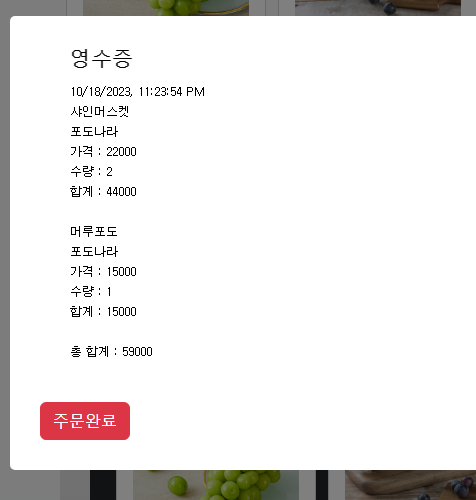 영수증
10/18/2023, 11:23:54 PM
샤인머스켓
포도나라
가격 : 22000
수량 : 2
합계 : 44000
머루포도
포도나라
가격 : 15000
수량 : 1
합계 : 15000
총 합계 : 59000
주문완료